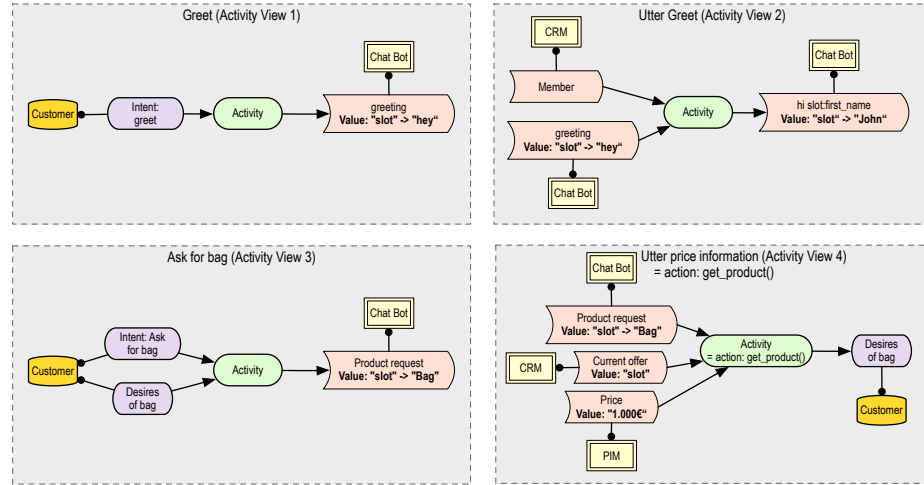 Greet (Activity View 1)
Chat Bot
Customer
Intent:
greet
Activity
greeting
Value: "slot" -> "hey“
Utter Greet (Activity View 2)
CRM
Chat Bot
Member
Activity
hi slot:first_name
Value: "slot“ -> "John“
greeting
Value: "slot" -> "hey“
Chat Bot
Ask for bag (Activity View 3)
Chat Bot
Intent: Ask
for bag
Customer
Activity
Product request
Value: "slot" -> "Bag"
Desires
of bag
Utter price information (Activity View 4)
= action: get_product()
Chat Bot
Product request
Value: "slot" -> "Bag"
CRM
Current offer
Value: "slot"
Activity
= action: get_product()
Desires
of bag
Price
Value: "1.000€“
Customer
PIM